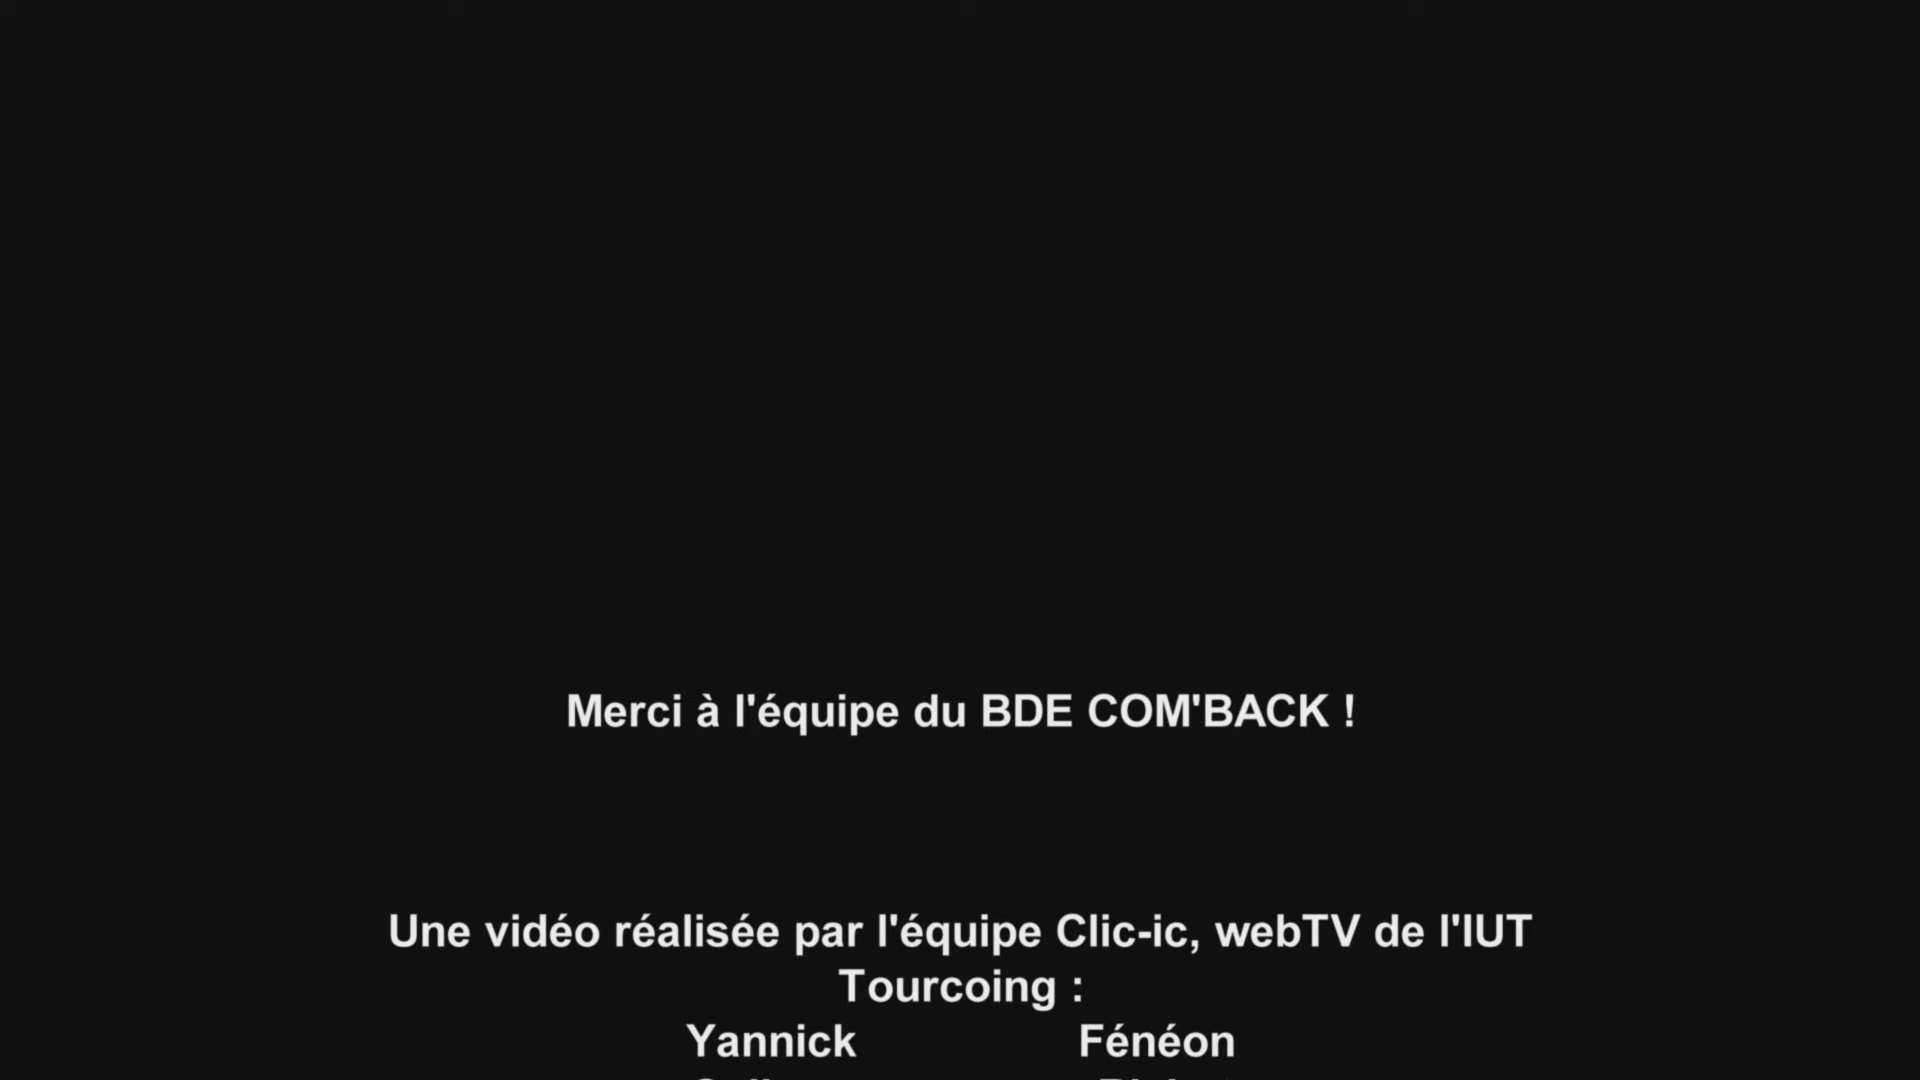 Merci à l'équipe du BDE COM'BACK !
Une vidéo réalisée par l'équipe Clic-ic, webTV de l'IUT
Tourcoing :
Yannick Fénéon